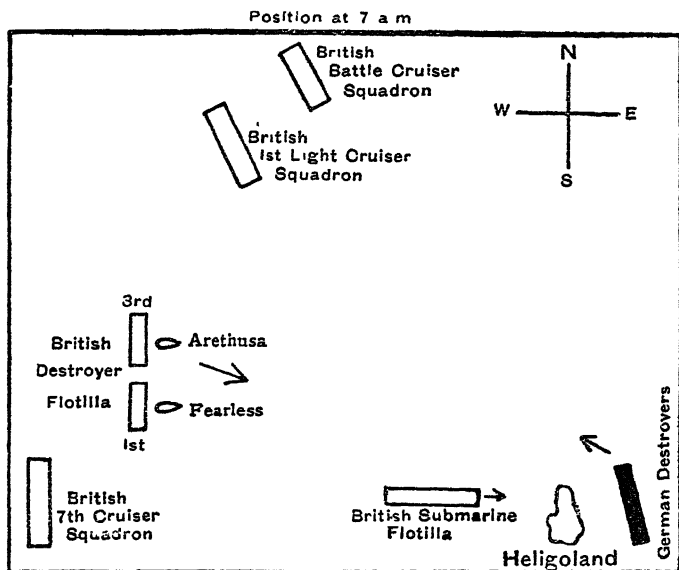 Position at 7 a m
British
Battle Cruiser
Squadron
N
W
E
S
British
1st Light Cruiser
Squadron
3rd
British
Destroyer
Flotilla
1st
Arethusa
Fearless
British
7th Cruiser
Squadron
British Submarine
Flotilla
Heligoland
German Destroyers